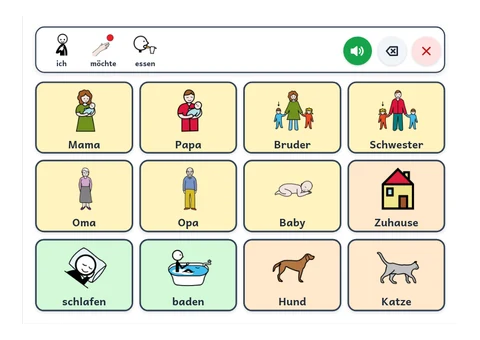 ich möchte essen
Mama Papa Bruder Schwester
Oma Opa Baby Zuhause
schlafen baden Hund Katze